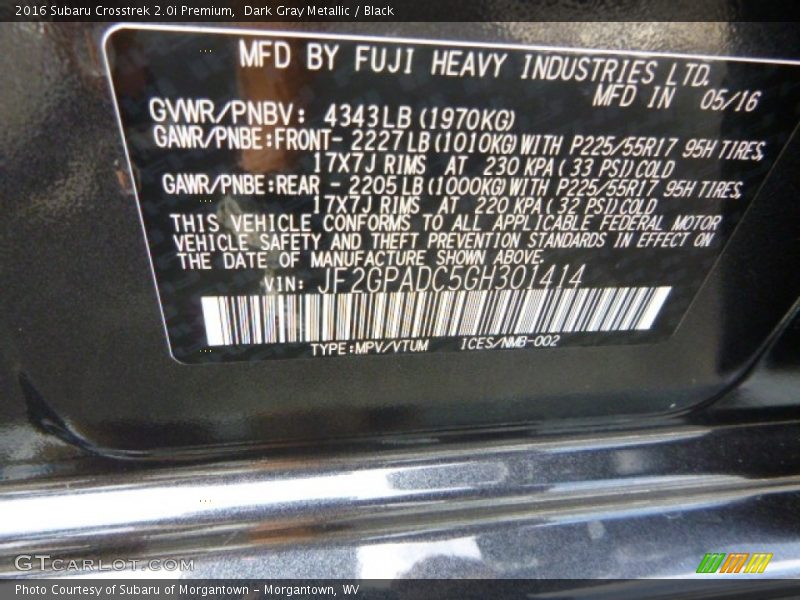 2016 Subaru Crosstrek 2.0i Premium,  Dark Gray Metallic / Black
MFD BY FUJI HEAVY INDUSTRIES LTD.
MFD IN 05/16
GVWR/PNBV: 4343LB (1970KG)
GAWR/PNBE:FRONT- 2227LB (1010KG) WITH P225/55R17 95H TIRES,
17X7J RIMS AT 230 KPA ( 33 PSI) COLD
GAWR/PNBE:REAR - 2205LB (1000KG) WITH P225/55R17 95H TIRES,
17X7J RIMS AT 220 KPA ( 32 PSI) COLD
THIS VEHICLE CONFORMS TO ALL APPLICABLE FEDERAL MOTOR
VEHICLE SAFETY AND THEFT PREVENTION STANDARDS IN EFFECT ON
THE DATE OF MANUFACTURE SHOWN ABOVE.
VIN: JF2GPADC5GH301414
TYPE:MPV/VTUM ICES/NMB-002
GTCARLOT.COM
Photo Courtesy of Subaru of Morgantown - Morgantown, WV